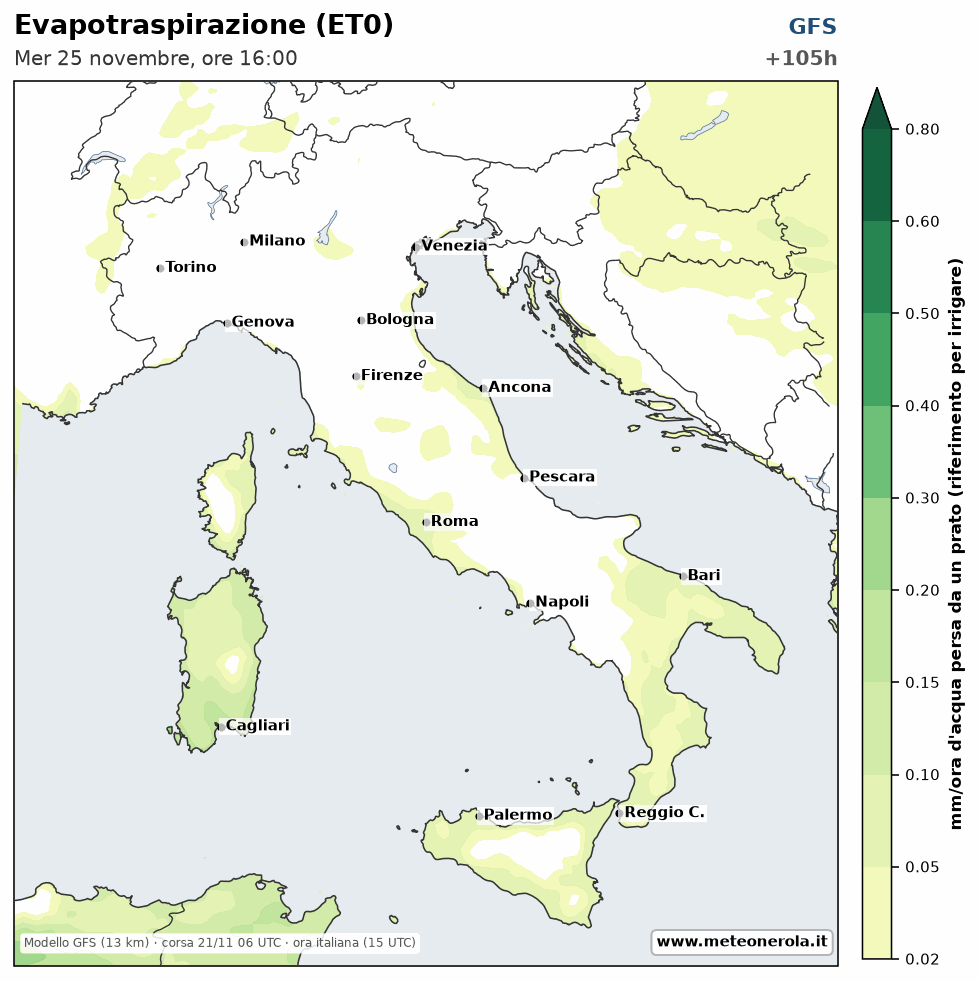 Evapotraspirazione (ET0)
GFS
Mer 25 novembre, ore 16:00
+105h
Milano
Venezia
Torino
Genova
Bologna
Firenze
Ancona
Pescara
Roma
Bari
Napoli
Cagliari
Palermo
Reggio C.
Modello GFS (13 km) · corsa 21/11 06 UTC · ora italiana (15 UTC)
www.meteonerola.it
0.80
0.60
0.50
0.40
0.30
0.20
0.15
0.10
0.05
0.02
mm/ora d'acqua persa da un prato (riferimento per irrigare)